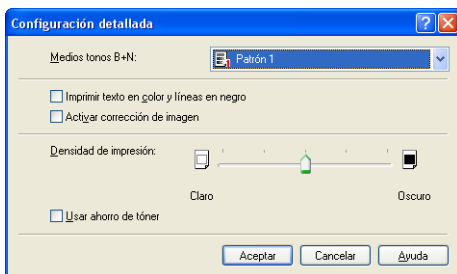 Configuración detallada
Medios tonos B+N:
Patrón 1
Imprimir texto en color y líneas en negro
Activar corrección de imagen
Densidad de impresión:
Claro
Oscuro
Usar ahorro de tóner
Aceptar
Cancelar
Ayuda